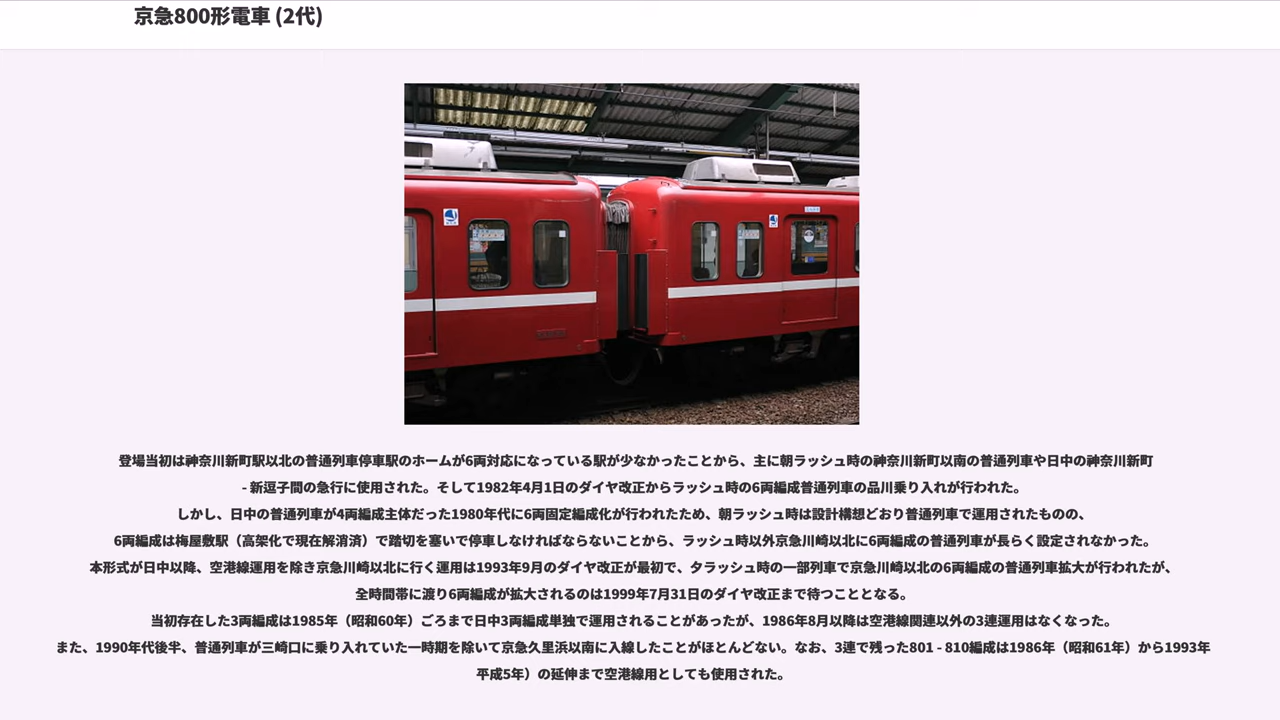 京急800形電車 (2代)
登場当初は神奈川新町駅以北の普通列車停車駅のホームが6両対応になっている駅が少なかったことから、主に朝ラッシュ時の神奈川新町以南の普通列車や日中の神奈川新町
- 新逗子間の急行に使用された。そして1982年4月1日のダイヤ改正からラッシュ時の6両編成普通列車の品川乗り入れが行われた。
しかし、日中の普通列車が4両編成主体だった1980年代に6両固定編成化が行われたため、朝ラッシュ時は設計構想どおり普通列車で運用されたものの、
6両編成は梅屋敷駅（高架化で現在解消済）で踏切を塞いで停車しなければならないことから、ラッシュ時以外京急川崎以北に6両編成の普通列車が長らく設定されなかった。
本形式が日中以降、空港線運用を除き京急川崎以北に行く運用は1993年9月のダイヤ改正が最初で、夕ラッシュ時の一部列車で京急川崎以北の6両編成の普通列車拡大が行われたが、
全時間帯に渡り6両編成が拡大されるのは1999年7月31日のダイヤ改正まで待つこととなる。
当初存在した3両編成は1985年（昭和60年）ごろまで日中3両編成単独で運用されることがあったが、1986年8月以降は空港線関連以外の3連運用はなくなった。
また、1990年代後半、普通列車が三崎口に乗り入れていた一時期を除いて京急久里浜以南に入線したことがほとんどない。なお、3連で残った801 - 810編成は1986年（昭和61年）から1993年
平成5年）の延伸まで空港線用としても使用された。